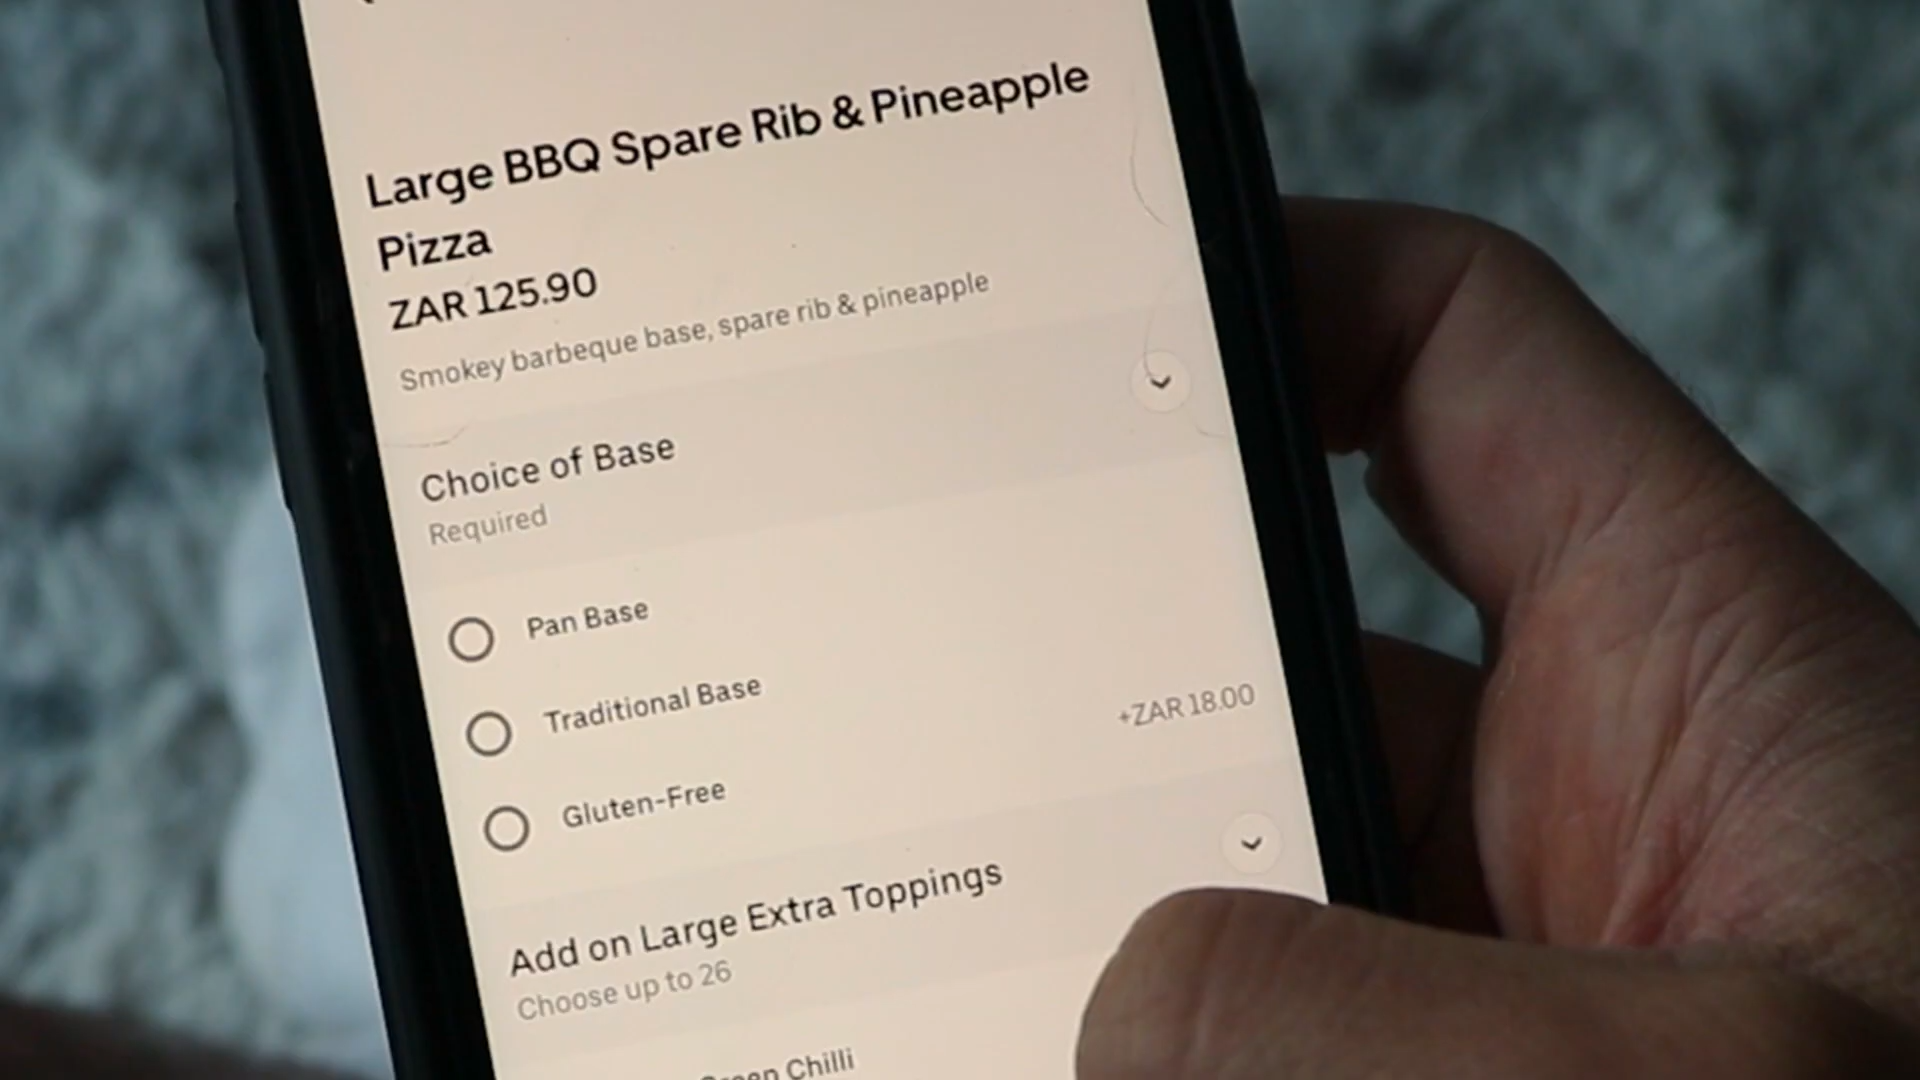 Large BBQ Spare Rib & Pineapple
Pizza
ZAR 125.90
Smokey barbeque base, spare rib & pineapple
Choice of Base
Required
Pan Base
Traditional Base
Gluten-Free +ZAR 18.00
Add on Large Extra Toppings
Choose up to 26
Green Chilli